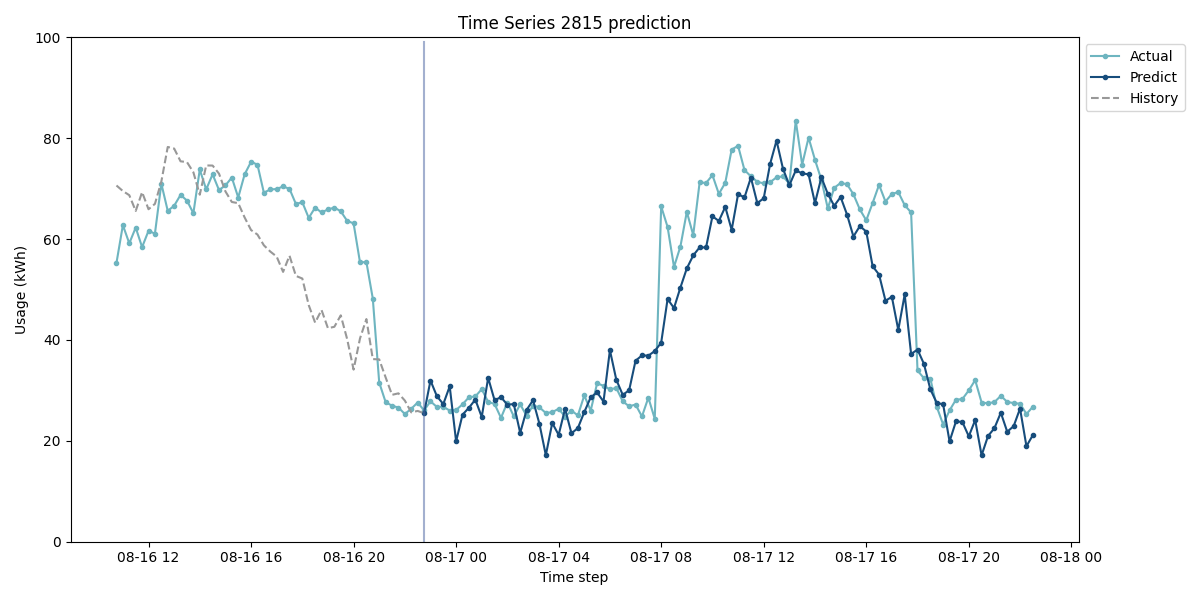 Time Series 2815 prediction
100
80
60
40
20
0
Usage (kWh)
08-16 12
08-16 16
08-16 20
08-17 00
08-17 04
08-17 08
08-17 12
08-17 16
08-17 20
08-18 00
Time step
Actual
Predict
History